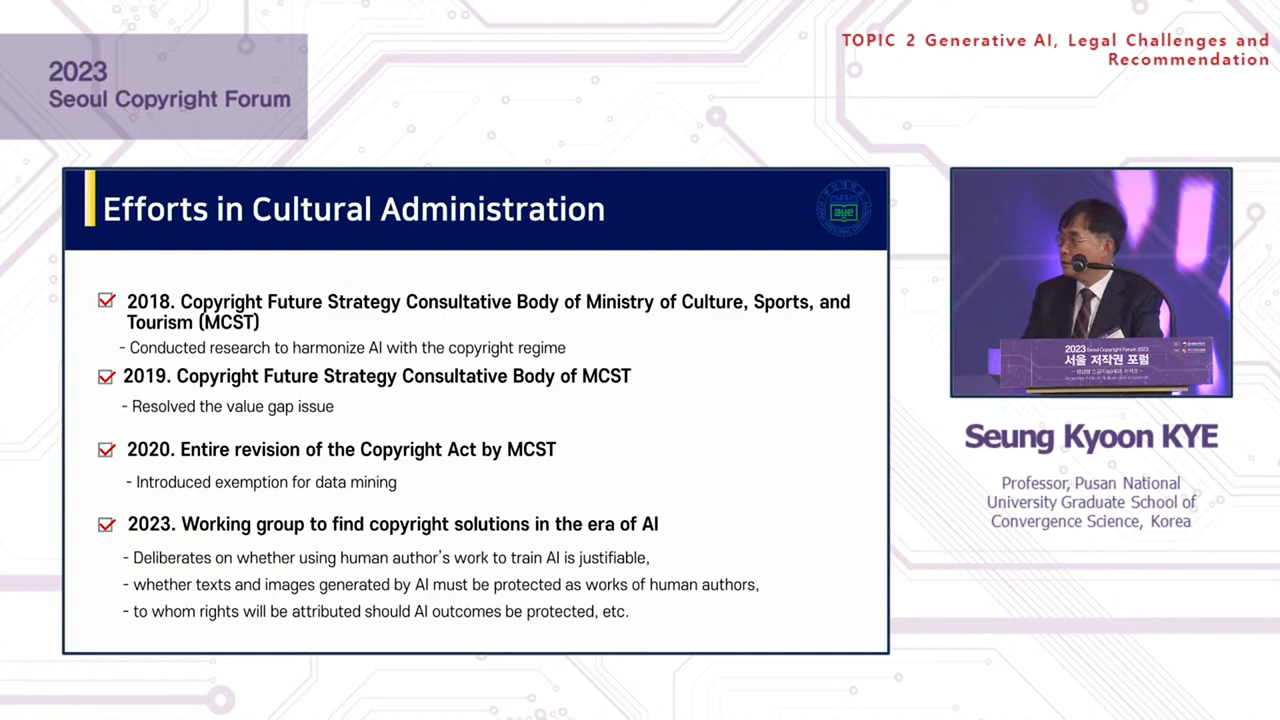 2023
Seoul Copyright Forum
TOPIC 2 Generative AI, Legal Challenges and
Recommendation
Efforts in Cultural Administration
2018. Copyright Future Strategy Consultative Body of Ministry of Culture, Sports, and
Tourism (MCST)
- Conducted research to harmonize AI with the copyright regime
2019. Copyright Future Strategy Consultative Body of MCST
- Resolved the value gap issue
2020. Entire revision of the Copyright Act by MCST
- Introduced exemption for data mining
2023. Working group to find copyright solutions in the era of AI
- Deliberates on whether using human author's work to train AI is justifiable,
- whether texts and images generated by AI must be protected as works of human authors,
- to whom rights will be attributed should AI outcomes be protected, etc.
2023 Seoul Copyright Forum 2023
서울 저작권 포럼
Seung Kyoon KYE
Professor, Pusan National
University Graduate School of
Convergence Science, Korea